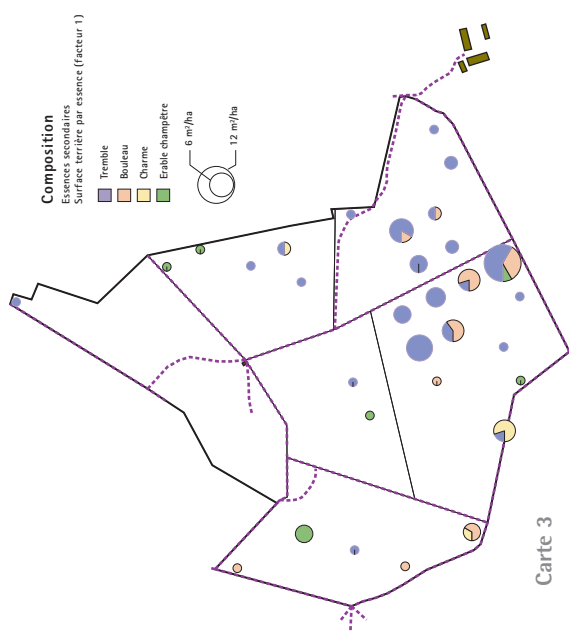 Composition
Essences secondaires
Surface terrière par essence (facteur 1)
Tremble
Bouleau
Charme
Erable champêtre
6 m²/ha
12 m²/ha
Carte 3